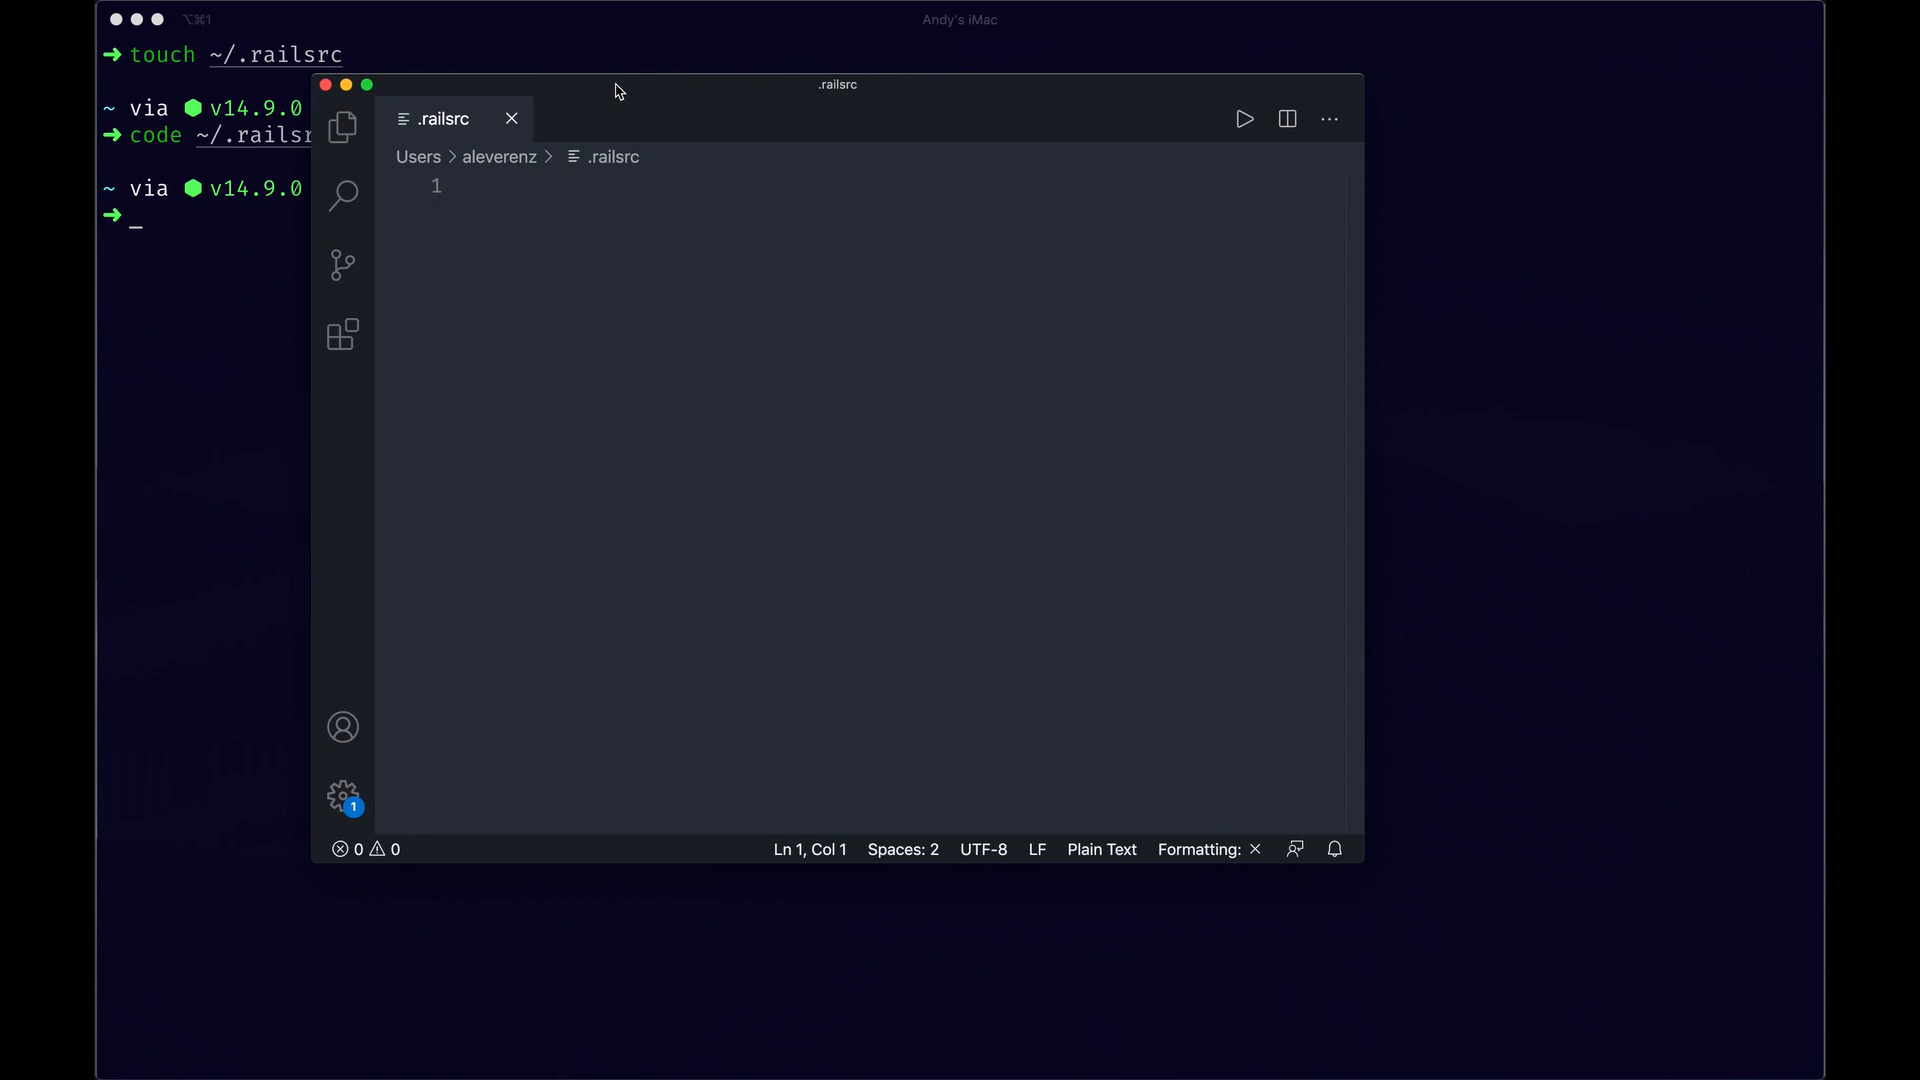 ⌥⌘1
Andy's iMac
➜ touch ~/.railsrc
~ via ⬢ v14.9.0
➜ code ~/.railsr
~ via ⬢ v14.9.0
➜ _
.railsrc
.railsrc
Users > aleverenz > .railsrc
1
1
0 0
Ln 1, Col 1 Spaces: 2 UTF-8 LF Plain Text Formatting: ×